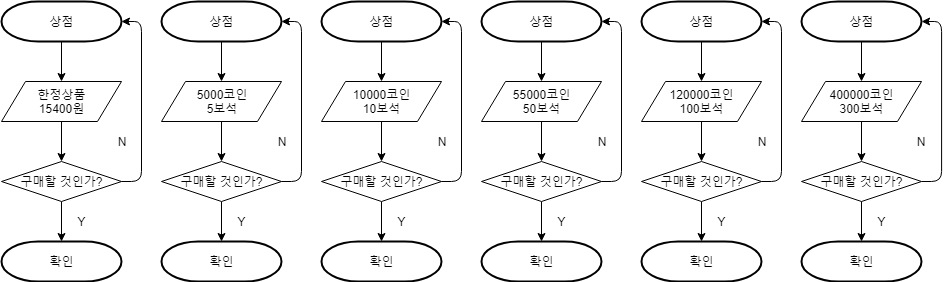 상점
한정상품
15400원
N
구매할 것인가?
Y
확인
상점
5000코인
5보석
N
구매할 것인가?
Y
확인
상점
10000코인
10보석
N
구매할 것인가?
Y
확인
상점
55000코인
50보석
N
구매할 것인가?
Y
확인
상점
120000코인
100보석
N
구매할 것인가?
Y
확인
상점
400000코인
300보석
N
구매할 것인가?
Y
확인